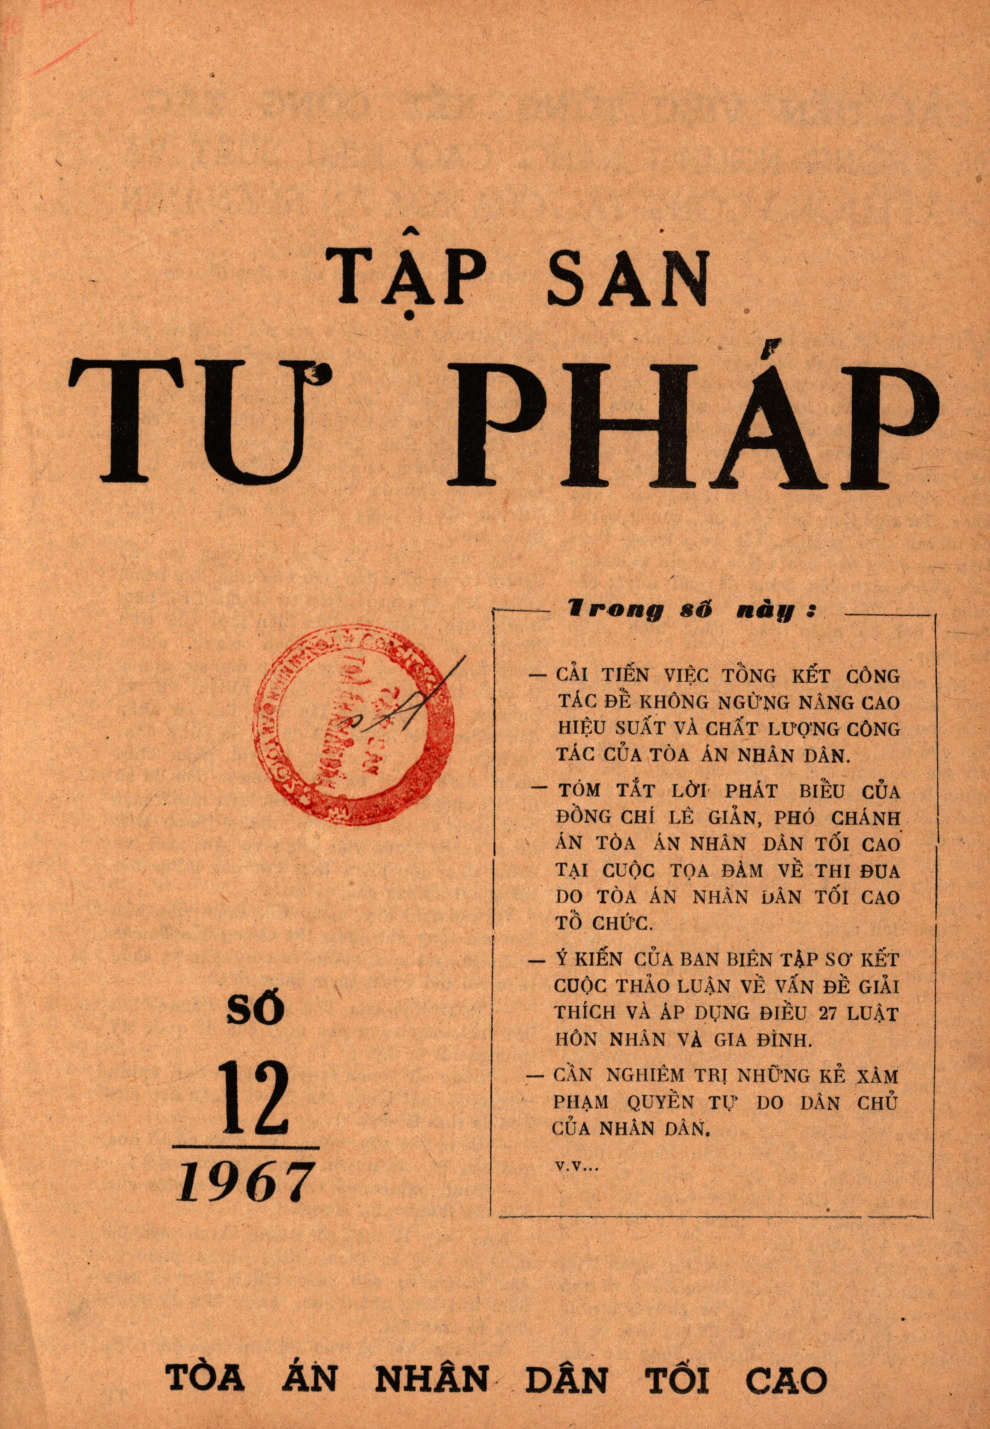 TẬP SAN
TƯ PHÁP
Trong số này :
— CẢI TIẾN VIỆC TỔNG KẾT CÔNG
TÁC ĐỂ KHÔNG NGỪNG NÂNG CAO
HIỆU SUẤT VÀ CHẤT LƯỢNG CÔNG
TÁC CỦA TÒA ÁN NHÂN DÂN.
— TÓM TẮT LỜI PHÁT BIỂU CỦA
ĐỒNG CHÍ LÊ GIẢN, PHÓ CHÁNH
ÁN TÒA ÁN NHÂN DÂN TỐI CAO
TẠI CUỘC TỌA ĐÀM VỀ THI ĐUA
DO TÒA ÁN NHÂN DÂN TỐI CAO
TỔ CHỨC.
— Ý KIẾN CỦA BAN BIÊN TẬP SƠ KẾT
CUỘC THẢO LUẬN VỀ VẤN ĐỀ GIẢI
THÍCH VÀ ÁP DỤNG ĐIỀU 27 LUẬT
HÔN NHÂN VÀ GIA ĐÌNH.
— CẦN NGHIÊM TRỊ NHỮNG KẺ XÂM
PHẠM QUYỀN TỰ DO DÂN CHỦ
CỦA NHÂN DÂN.
v.v...
SỐ
12
1967
TÒA ÁN NHÂN DÂN TỐI CAO